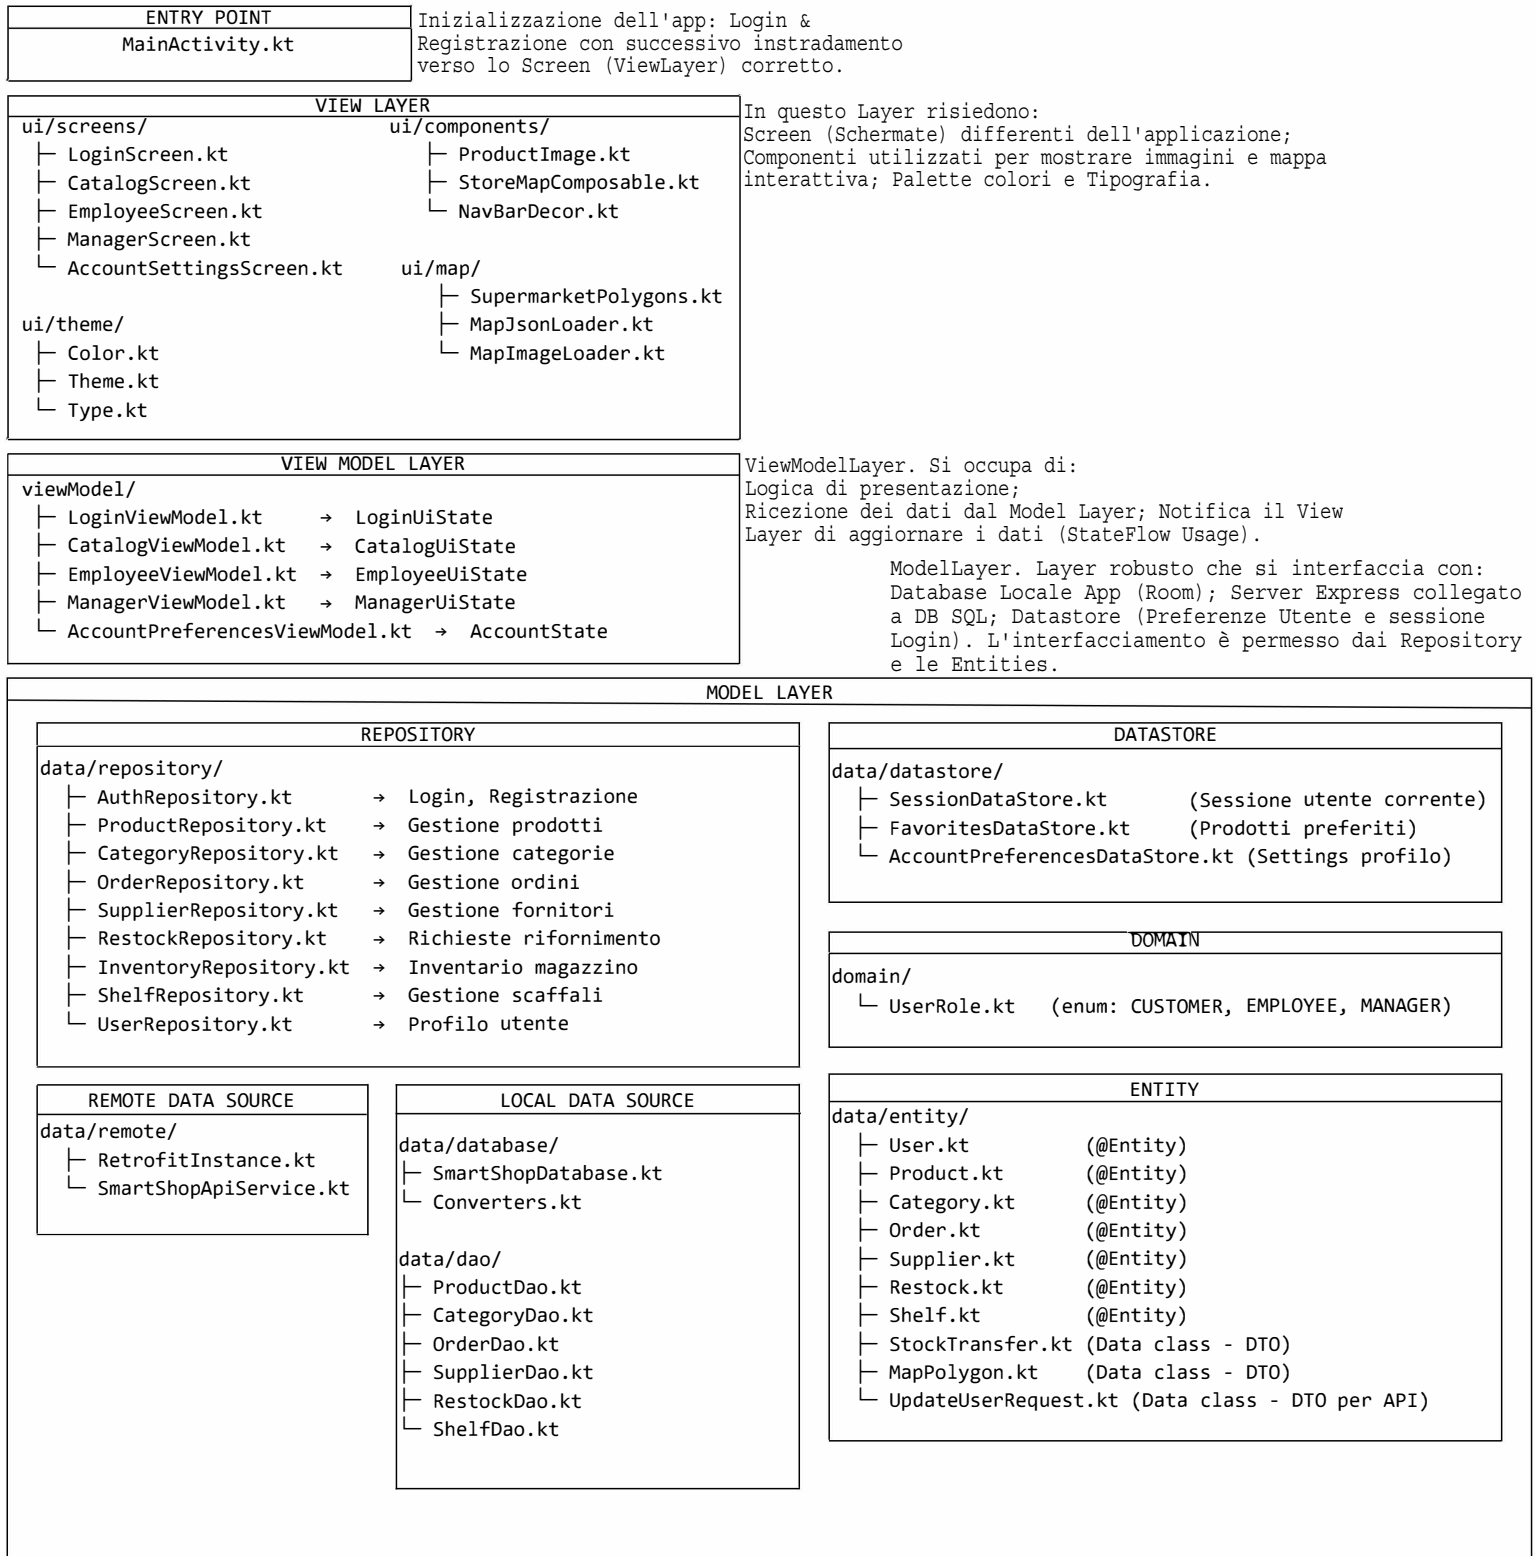 ENTRY POINT
MainActivity.kt
Inizializzazione dell'app: Login &
Registrazione con successivo instradamento
verso lo Screen (ViewLayer) corretto.
VIEW LAYER
ui/screens/
├─ LoginScreen.kt
├─ CatalogScreen.kt
├─ EmployeeScreen.kt
├─ ManagerScreen.kt
└─ AccountSettingsScreen.kt
ui/theme/
├─ Color.kt
├─ Theme.kt
└─ Type.kt
ui/components/
├─ ProductImage.kt
├─ StoreMapComposable.kt
└─ NavBarDecor.kt
ui/map/
├─ SupermarketPolygons.kt
├─ MapJsonLoader.kt
└─ MapImageLoader.kt
In questo Layer risiedono:
Screen (Schermate) differenti dell'applicazione;
Componenti utilizzati per mostrare immagini e mappa
interattiva; Palette colori e Tipografia.
VIEW MODEL LAYER
viewModel/
├─ LoginViewModel.kt → LoginUiState
├─ CatalogViewModel.kt → CatalogUiState
├─ EmployeeViewModel.kt → EmployeeUiState
├─ ManagerViewModel.kt → ManagerUiState
└─ AccountPreferencesViewModel.kt → AccountState
ViewModelLayer. Si occupa di:
Logica di presentazione;
Ricezione dei dati dal Model Layer; Notifica il View
Layer di aggiornare i dati (StateFlow Usage).
ModelLayer. Layer robusto che si interfaccia con:
Database Locale App (Room); Server Express collegato
a DB SQL; Datastore (Preferenze Utente e sessione
Login). L'interfacciamento è permesso dai Repository
e le Entities.
MODEL LAYER
REPOSITORY
data/repository/
├─ AuthRepository.kt → Login, Registrazione
├─ ProductRepository.kt → Gestione prodotti
├─ CategoryRepository.kt → Gestione categorie
├─ OrderRepository.kt → Gestione ordini
├─ SupplierRepository.kt → Gestione fornitori
├─ RestockRepository.kt → Richieste rifornimento
├─ InventoryRepository.kt → Inventario magazzino
├─ ShelfRepository.kt → Gestione scaffali
└─ UserRepository.kt → Profilo utente
DATASTORE
data/datastore/
├─ SessionDataStore.kt (Sessione utente corrente)
├─ FavoritesDataStore.kt (Prodotti preferiti)
└─ AccountPreferencesDataStore.kt (Settings profilo)
DOMAIN
domain/
└─ UserRole.kt (enum: CUSTOMER, EMPLOYEE, MANAGER)
REMOTE DATA SOURCE
data/remote/
├─ RetrofitInstance.kt
└─ SmartShopApiService.kt
LOCAL DATA SOURCE
data/database/
├─ SmartShopDatabase.kt
└─ Converters.kt
data/dao/
├─ ProductDao.kt
├─ CategoryDao.kt
├─ OrderDao.kt
├─ SupplierDao.kt
├─ RestockDao.kt
└─ ShelfDao.kt
ENTITY
data/entity/
├─ User.kt (@Entity)
├─ Product.kt (@Entity)
├─ Category.kt (@Entity)
├─ Order.kt (@Entity)
├─ Supplier.kt (@Entity)
├─ Restock.kt (@Entity)
├─ Shelf.kt (@Entity)
├─ StockTransfer.kt (Data class - DTO)
├─ MapPolygon.kt (Data class - DTO)
└─ UpdateUserRequest.kt (Data class - DTO per API)